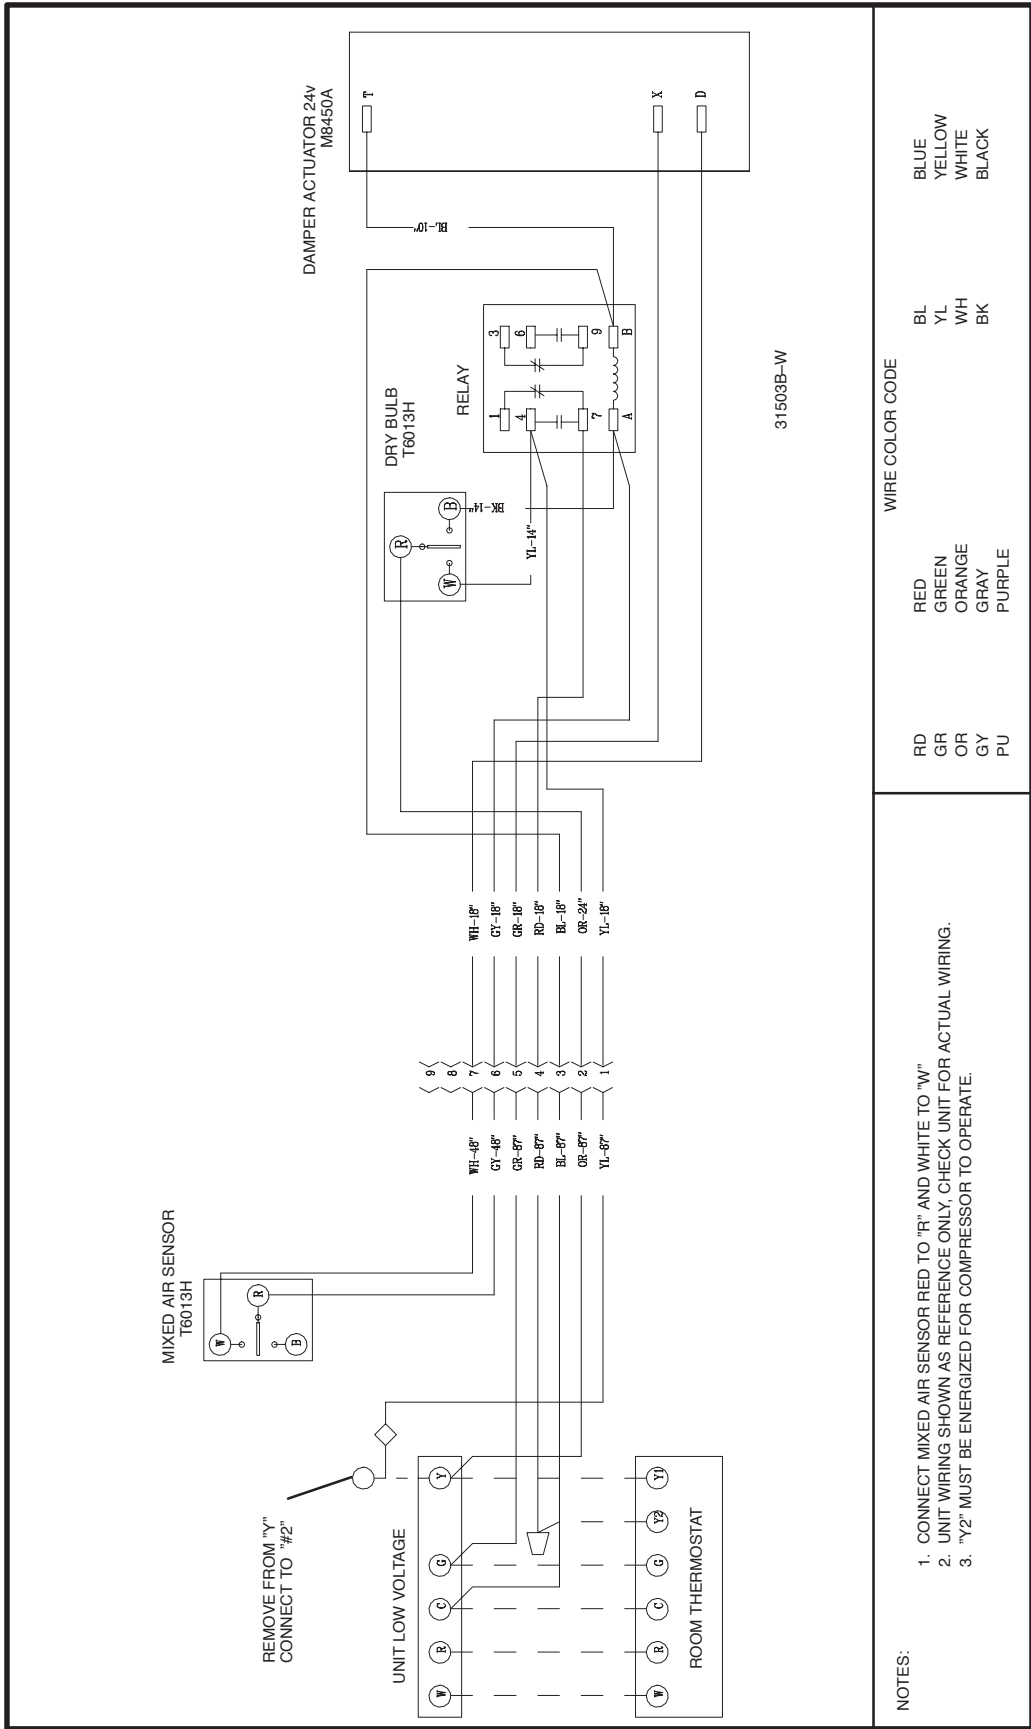 MIXED AIR SENSOR
T6013H
W
R
B
REMOVE FROM "Y"
CONNECT TO "#2"
UNIT LOW VOLTAGE
W
R
C
G
Y
W
R
C
G
Y2
Y1
ROOM THERMOSTAT
WH-48"
GY-48"
GR-87"
RD-87"
BL-87"
OR-87"
YL-87"
9
8
7
6
5
4
3
2
1
WH-18"
GY-18"
GR-18"
RD-18"
BL-18"
OR-24"
YL-18"
DRY BULB
T6013H
W
R
B
BK-14"
YL-14"
RELAY
1
3
4
6
7
9
A
B
BL-10"
DAMPER ACTUATOR 24v
M8450A
T
X
D
31503B–W
NOTES:
1. CONNECT MIXED AIR SENSOR RED TO "R" AND WHITE TO "W"
2. UNIT WIRING SHOWN AS REFERENCE ONLY, CHECK UNIT FOR ACTUAL WIRING.
3. "Y2" MUST BE ENERGIZED FOR COMPRESSOR TO OPERATE.
WIRE COLOR CODE
RD RED BL BLUE
GR GREEN YL YELLOW
OR ORANGE WH WHITE
GY GRAY BK BLACK
PU PURPLE